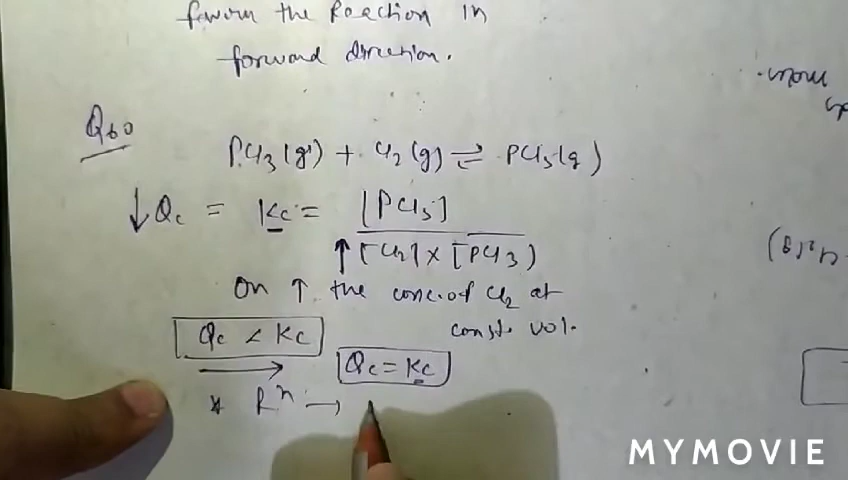 favour the Reaction in
forward direction.
Q60
PCl3(g) + Cl2(g) ⇌ PCl5(g)
↓Qc = Kc = [PCl5]
↑[Cl2] × [PCl3)
On ↑ the conc. of Cl2 at
const. vol.
Qc < Kc
→ Qc = Kc
* Rn →
MYMOVIE